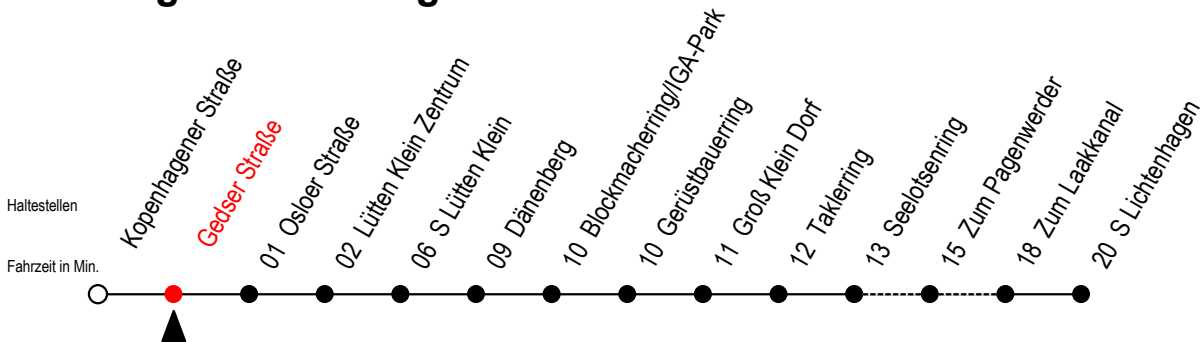 Kopenhagener Straße
Gedser Straße
01 Osloer Straße
02 Lütten Klein Zentrum
06 S Lütten Klein
09 Dänenberg
10 Blockmacherring/IGA-Park
10 Gerüstbauerring
11 Groß Klein Dorf
12 Taklerring
13 Seelotsenring
15 Zum Pagenwerder
18 Zum Laakkanal
20 S Lichtenhagen
Haltestellen
Fahrzeit in Min.